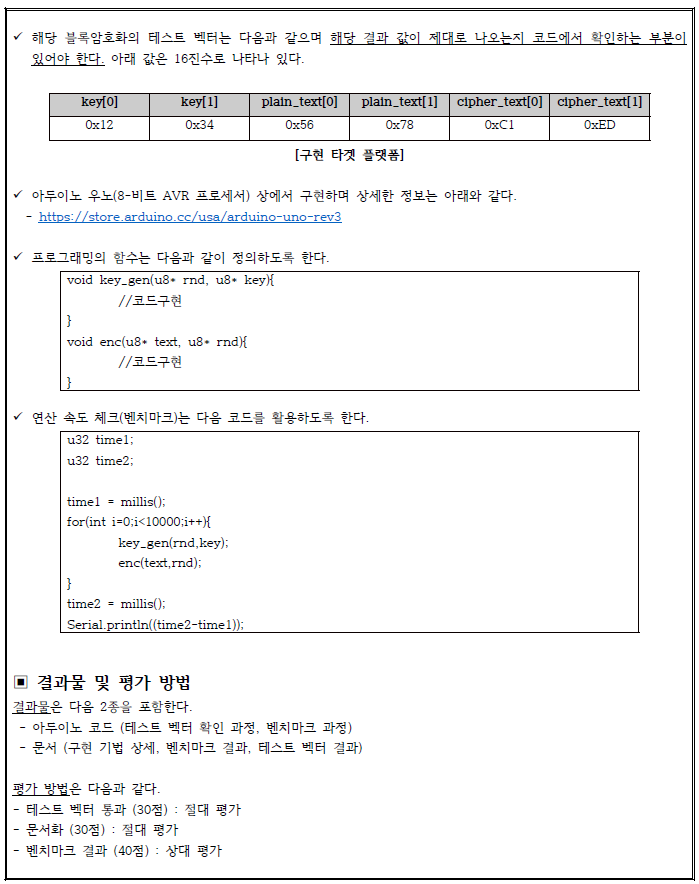 ✓ 해당 블록암호화의 테스트 벡터는 다음과 같으며 해당 결과 값이 제대로 나오는지 코드에서 확인하는 부분이
있어야 한다. 아래 값은 16진수로 나타나 있다.
key[0] key[1] plain_text[0] plain_text[1] cipher_text[0] cipher_text[1]
0x12 0x34 0x56 0x78 0xC1 0xED
[구현 타겟 플랫폼]
✓ 아두이노 우노(8-비트 AVR 프로세서) 상에서 구현하며 상세한 정보는 아래와 같다.
- https://store.arduino.cc/usa/arduino-uno-rev3
✓ 프로그래밍의 함수는 다음과 같이 정의하도록 한다.
void key_gen(u8* rnd, u8* key){
//코드구현
}
void enc(u8* text, u8* rnd){
//코드구현
}
✓ 연산 속도 체크(벤치마크)는 다음 코드를 활용하도록 한다.
u32 time1;
u32 time2;
time1 = millis();
for(int i=0;i<10000;i++){
key_gen(rnd,key);
enc(text,rnd);
}
time2 = millis();
Serial.println((time2-time1));
▣ 결과물 및 평가 방법
결과물은 다음 2종을 포함한다.
- 아두이노 코드 (테스트 벡터 확인 과정, 벤치마크 과정)
- 문서 (구현 기법 상세, 벤치마크 결과, 테스트 벡터 결과)
평가 방법은 다음과 같다.
- 테스트 벡터 통과 (30점) : 절대 평가
- 문서화 (30점) : 절대 평가
- 벤치마크 결과 (40점) : 상대 평가